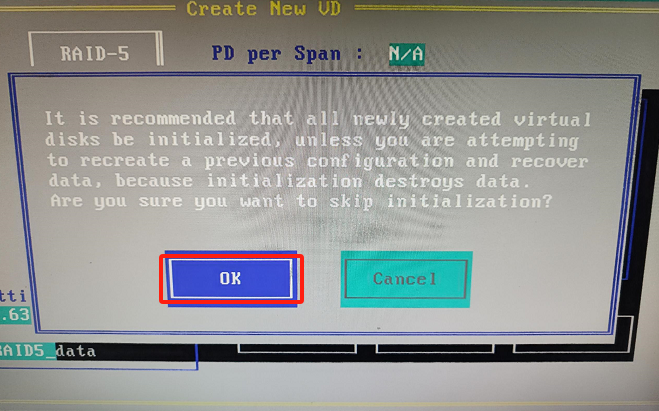 Create New VD
RAID-5 PD per Span : N/A
It is recommended that all newly created virtual
disks be initialized, unless you are attempting
to recreate a previous configuration and recover
data, because initialization destroys data.
Are you sure you want to skip initialization?
OK Cancel
tti
.63
RAID5_data